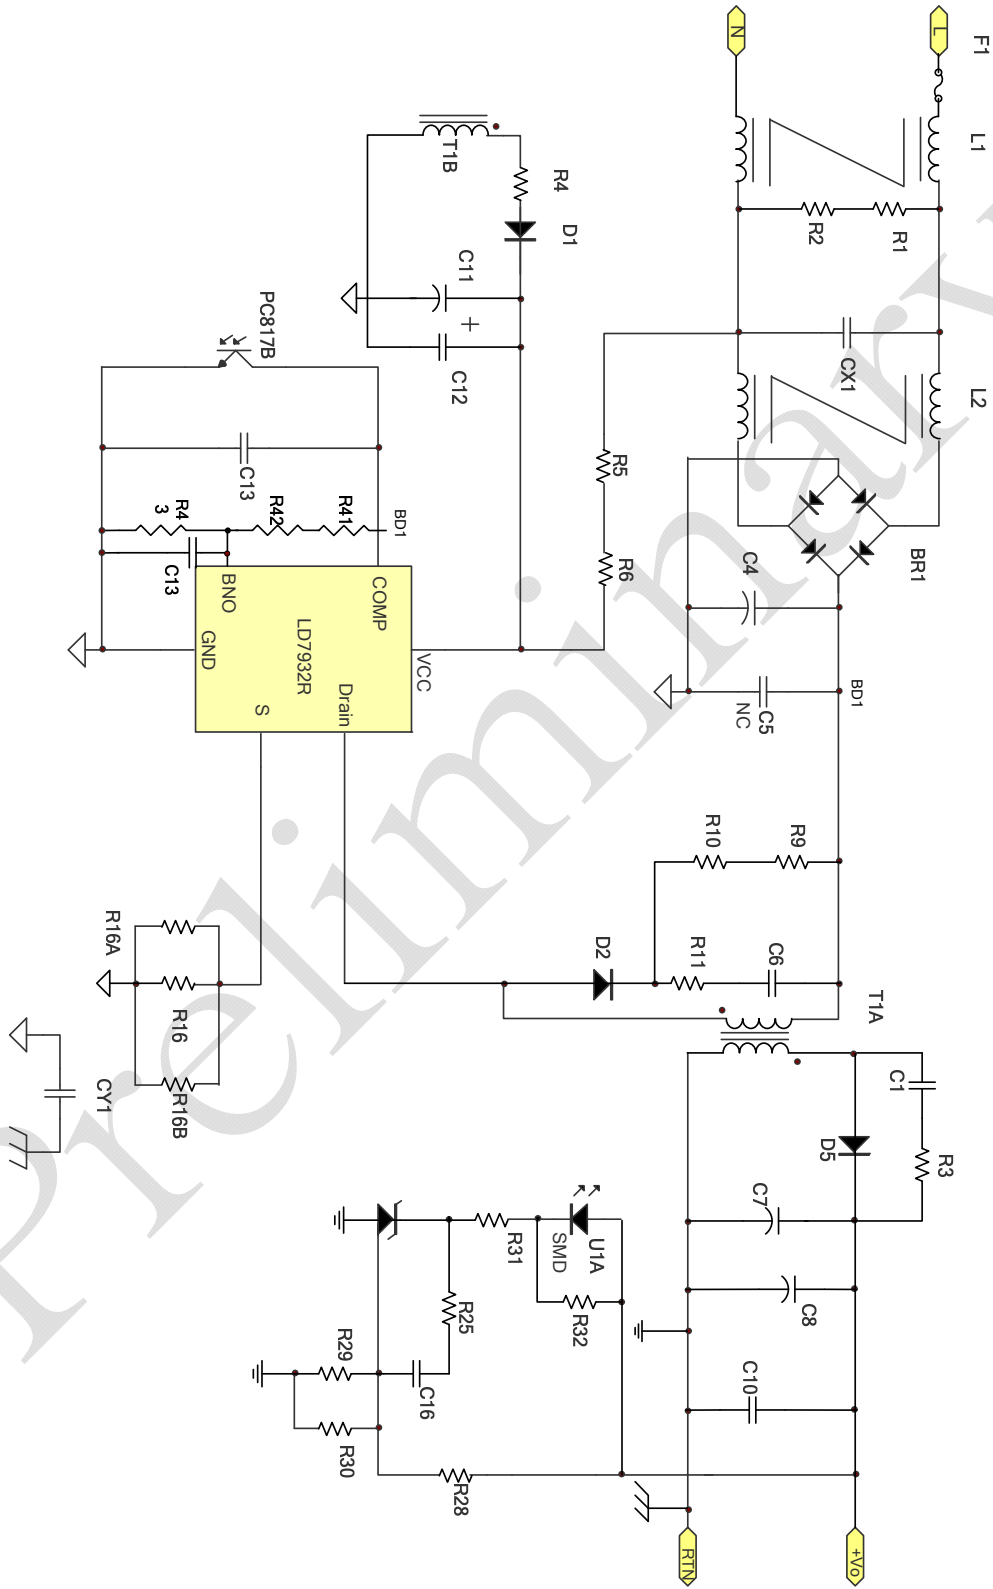 F1
L
N
L1
R1
R2
CX1
L2
BR1
C4
C5
NC
BD1
R5
R6
T1B
R4
D1
C11
+
C12
PC817B
C13
R41
R42
R4
3
C13
BD1
COMP
BNO
GND
LD7932R
VCC
Drain
S
R9
R10
C6
R11
D2
T1A
R16A
R16
R16B
CY1
C1
R3
D5
C7
C8
C10
U1A
SMD
R31
R32
R25
C16
R29
R30
R28
+Vo
RTN
Preliminary